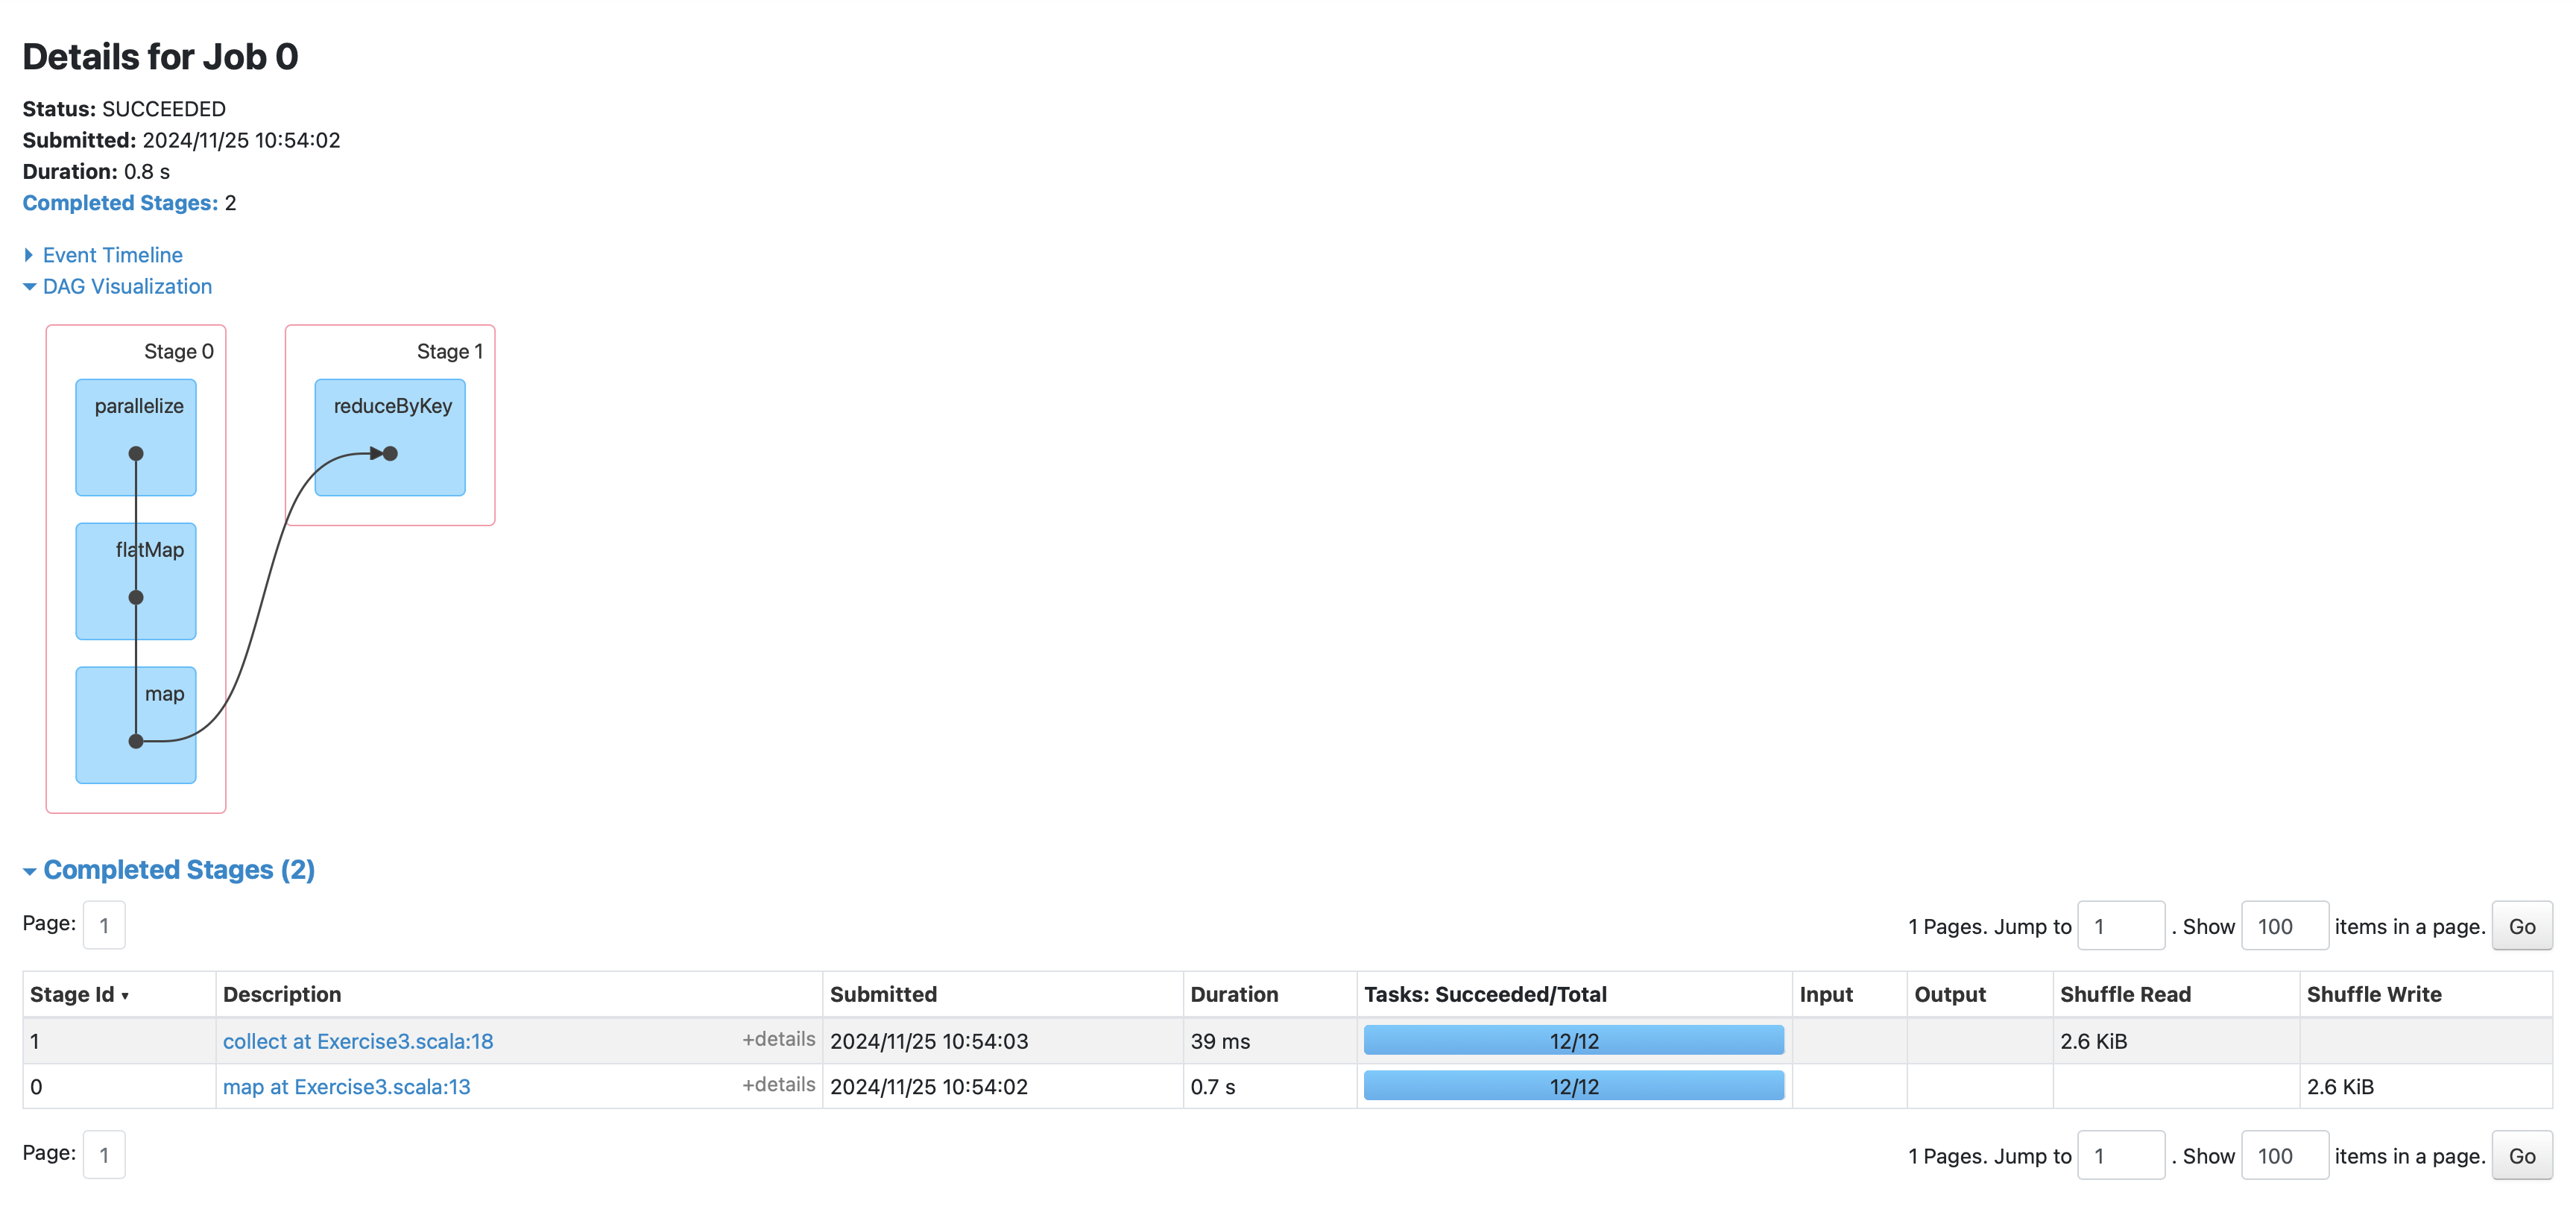 Details for Job 0
Status: SUCCEEDED
Submitted: 2024/11/25 10:54:02
Duration: 0.8 s
Completed Stages: 2
Event Timeline
DAG Visualization
Stage 0
parallelize
flatMap
map
Stage 1
reduceByKey
Completed Stages (2)
Page: 1
1 Pages. Jump to 1 . Show 100 items in a page. Go
Stage Id ▾ Description Submitted Duration Tasks: Succeeded/Total Input Output Shuffle Read Shuffle Write
1 collect at Exercise3.scala:18 +details 2024/11/25 10:54:03 39 ms 12/12 2.6 KiB
0 map at Exercise3.scala:13 +details 2024/11/25 10:54:02 0.7 s 12/12 2.6 KiB
Page: 1
1 Pages. Jump to 1 . Show 100 items in a page. Go